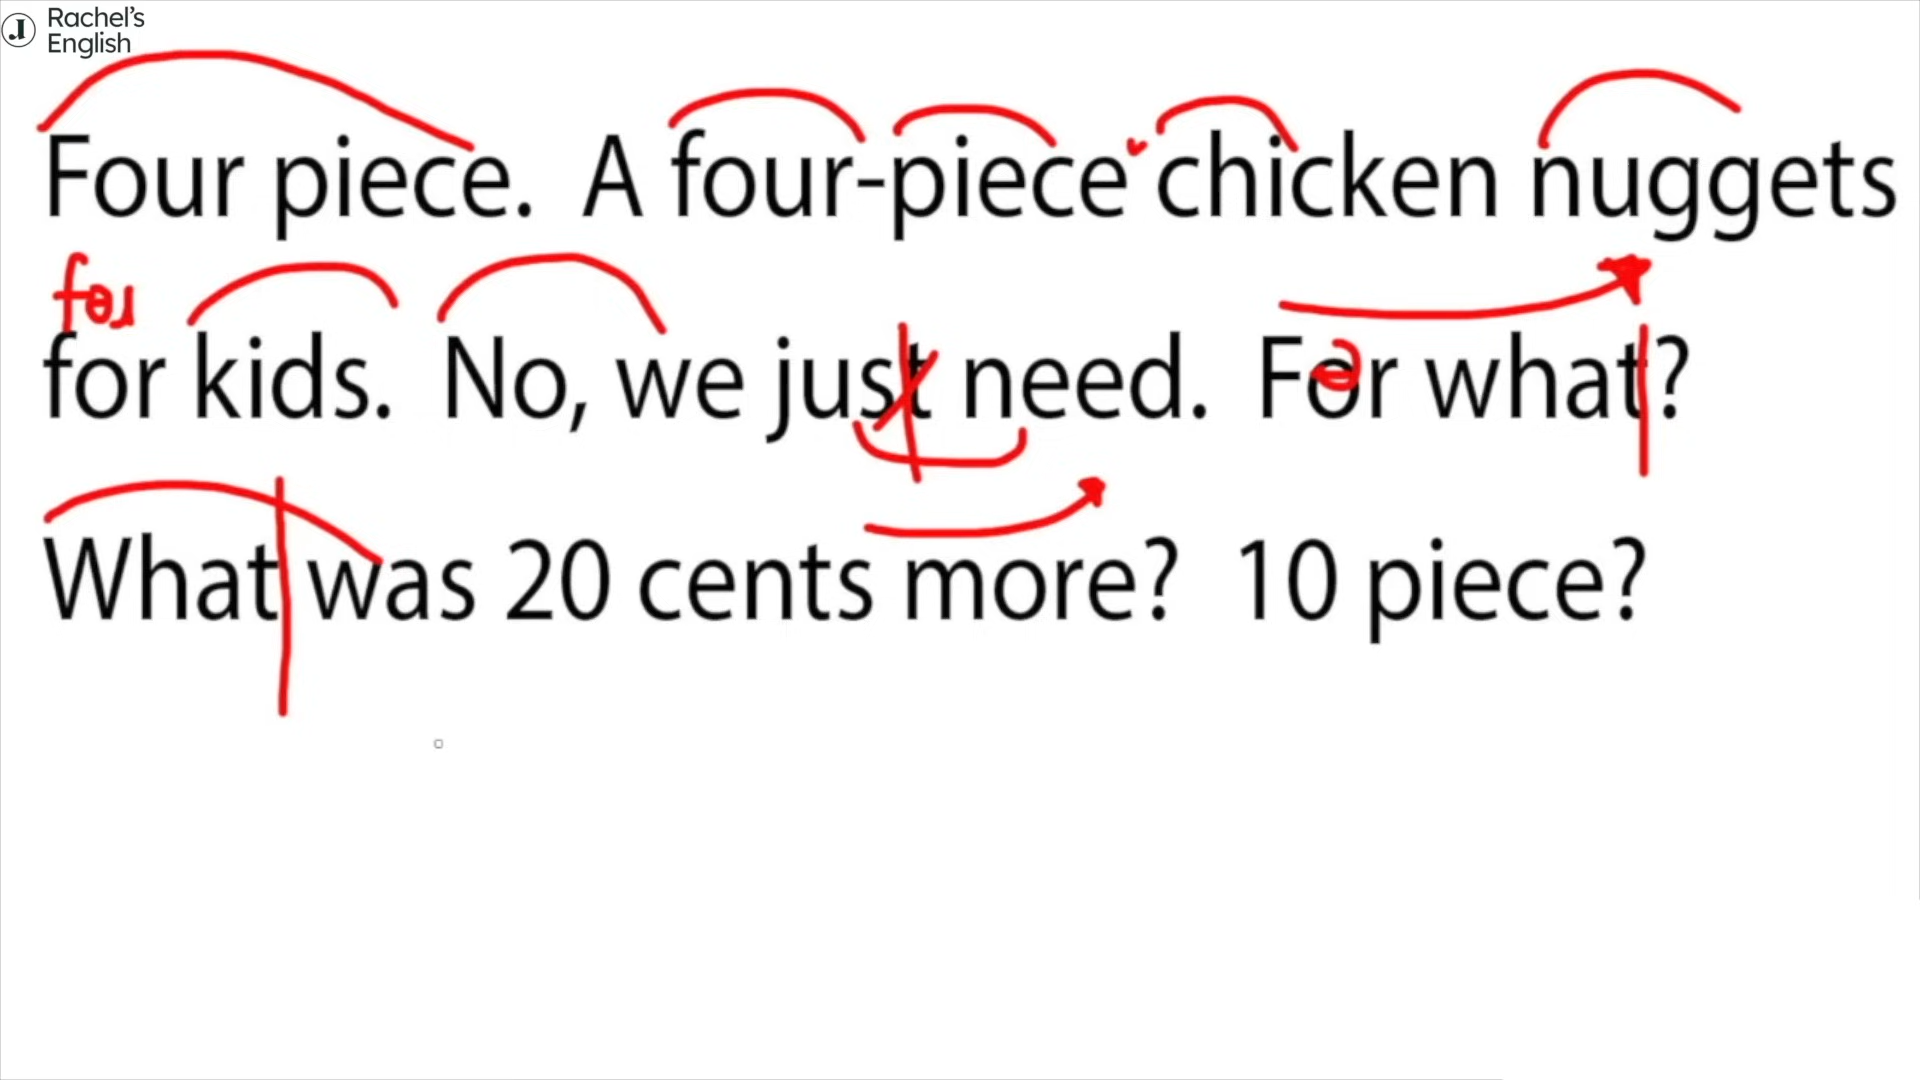 Rachel's
English
Four piece. A four-piece chicken nuggets
fəɹ
for kids. No, we just need. For what?
What was 20 cents more? 10 piece?